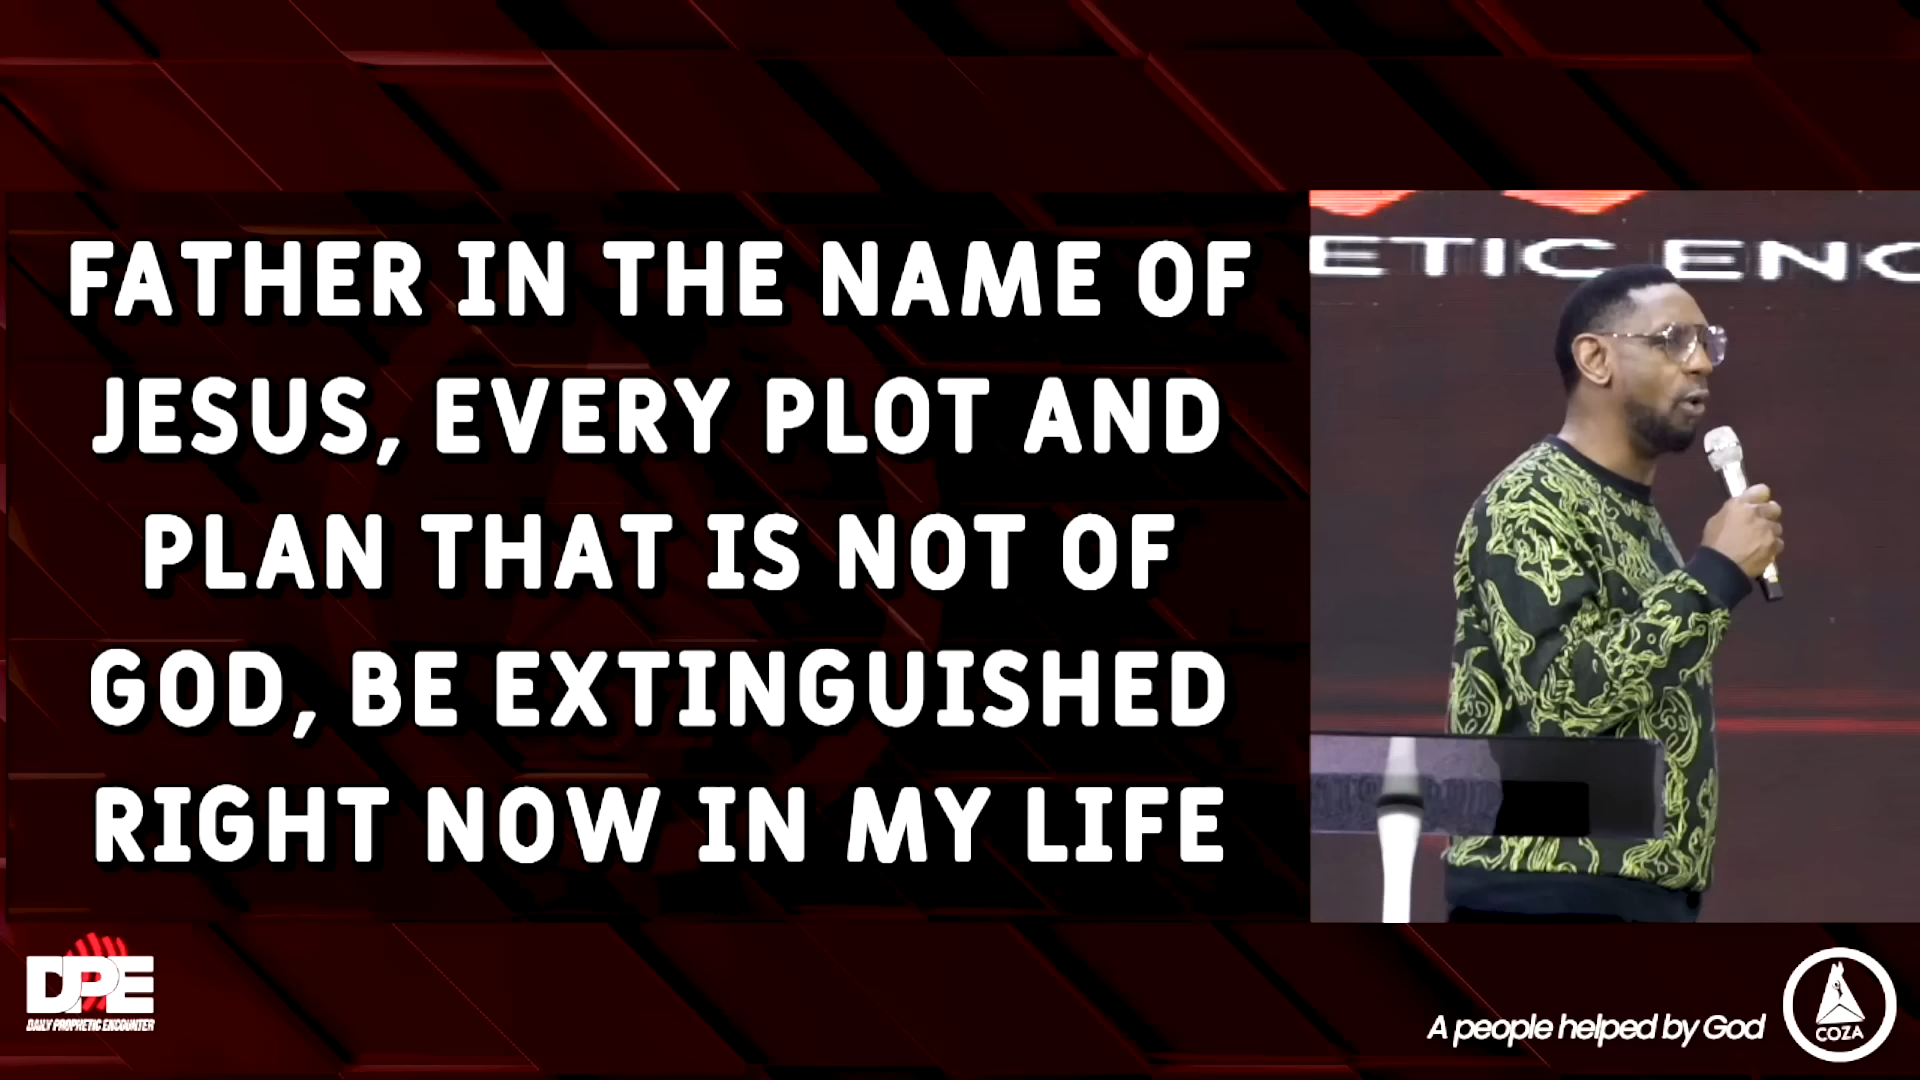 FATHER IN THE NAME OF
JESUS, EVERY PLOT AND
PLAN THAT IS NOT OF
GOD, BE EXTINGUISHED
RIGHT NOW IN MY LIFE
ETIC ENC
DPE
DAILY PROPHETIC ENCOUNTER
A people helped by God
COZA